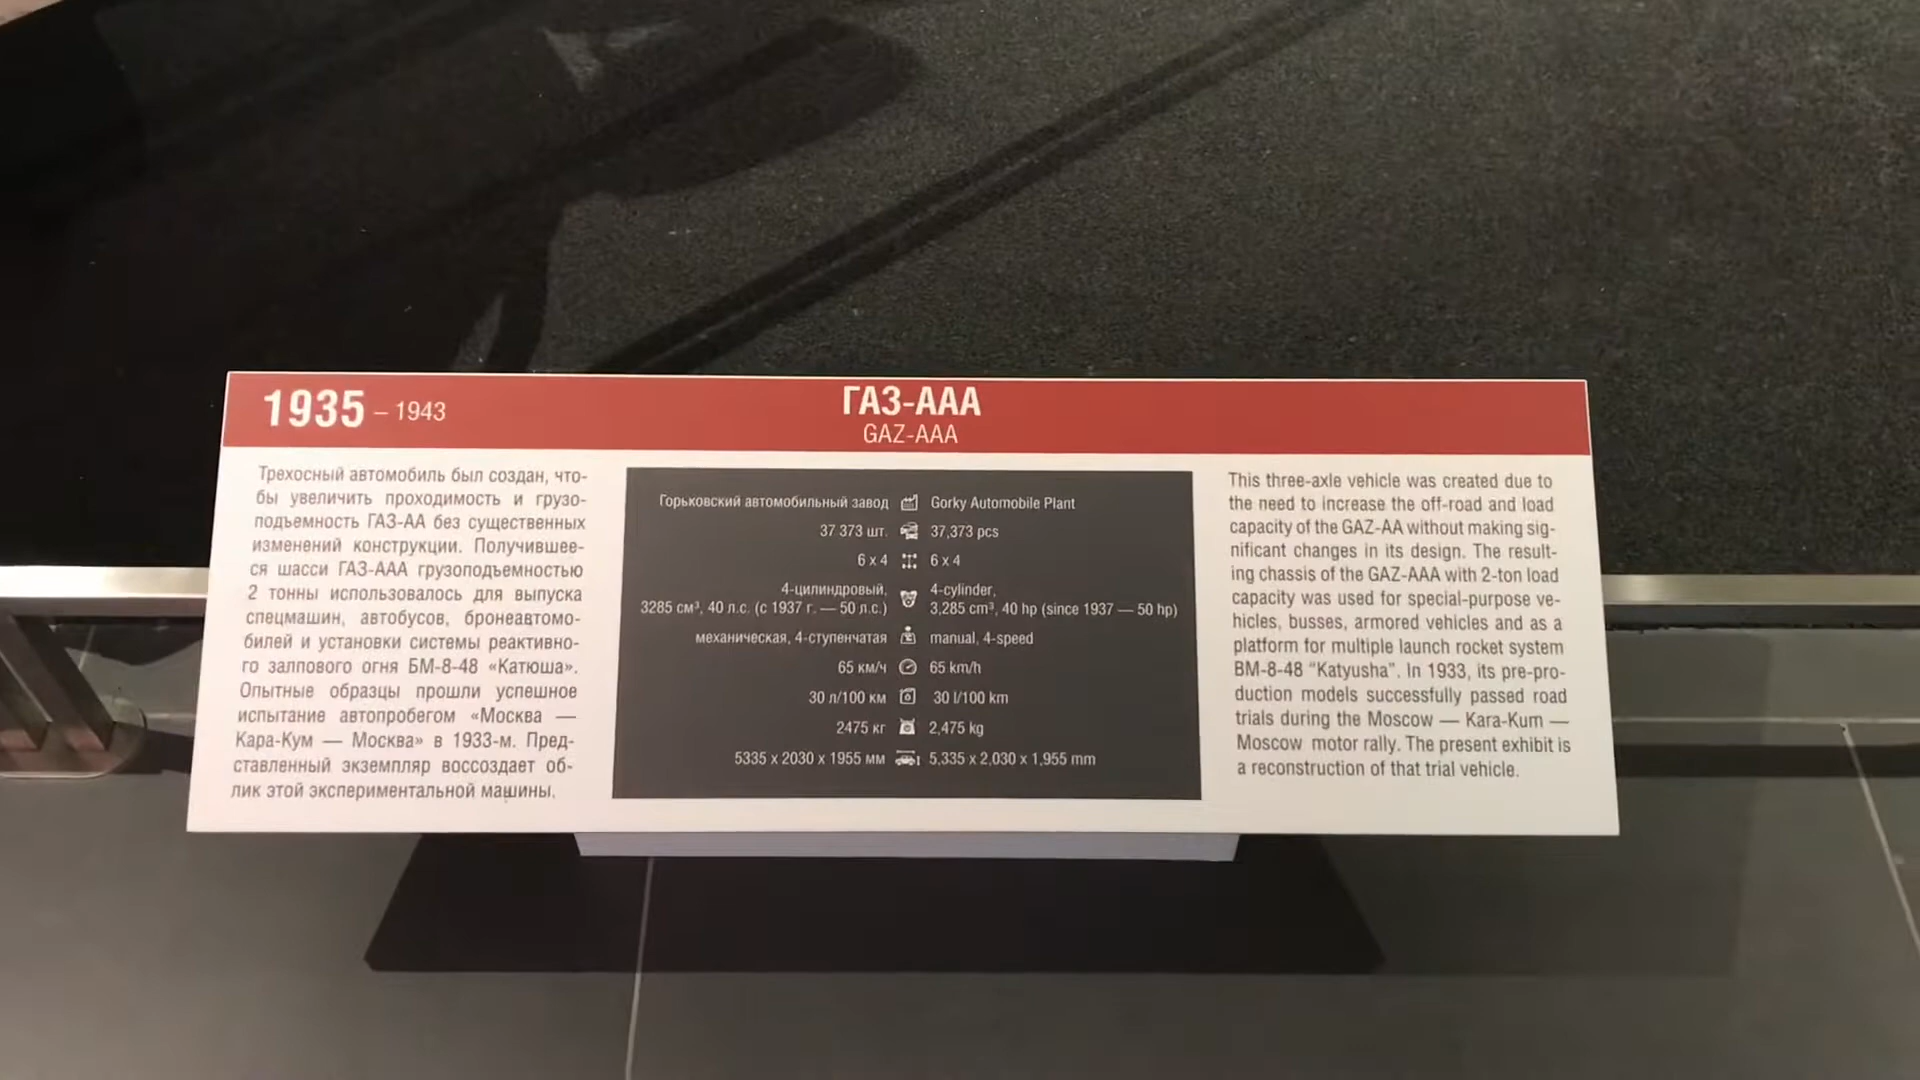 1935 – 1943
ГАЗ-ААА
GAZ-AAA
Трехосный автомобиль был создан, что-
бы увеличить проходимость и грузо-
подъемность ГАЗ-АА без существенных
изменений конструкции. Получившее-
ся шасси ГАЗ-ААА грузоподъемностью
2 тонны использовалось для выпуска
спецмашин, автобусов, бронеавтомо-
билей и установки системы реактивно-
го залпового огня БМ-8-48 «Катюша».
Опытные образцы прошли успешное
испытание автопробегом «Москва —
Кара-Кум — Москва» в 1933-м. Пред-
ставленный экземпляр воссоздает об-
лик этой экспериментальной машины.
Горьковский автомобильный завод Gorky Automobile Plant
37 373 шт. 37,373 pcs
6 x 4 6 x 4
4-цилиндровый, 4-cylinder,
3285 см³, 40 л.с. (с 1937 г. — 50 л.с.) 3,285 cm³, 40 hp (since 1937 — 50 hp)
механическая, 4-ступенчатая manual, 4-speed
65 км/ч 65 km/h
30 л/100 км 30 l/100 km
2475 кг 2,475 kg
5335 x 2030 x 1955 мм 5,335 x 2,030 x 1,955 mm
This three-axle vehicle was created due to
the need to increase the off-road and load
capacity of the GAZ-AA without making sig-
nificant changes in its design. The result-
ing chassis of the GAZ-AAA with 2-ton load
capacity was used for special-purpose ve-
hicles, busses, armored vehicles and as a
platform for multiple launch rocket system
BM-8-48 “Katyusha”. In 1933, its pre-pro-
duction models successfully passed road
trials during the Moscow — Kara-Kum —
Moscow motor rally. The present exhibit is
a reconstruction of that trial vehicle.